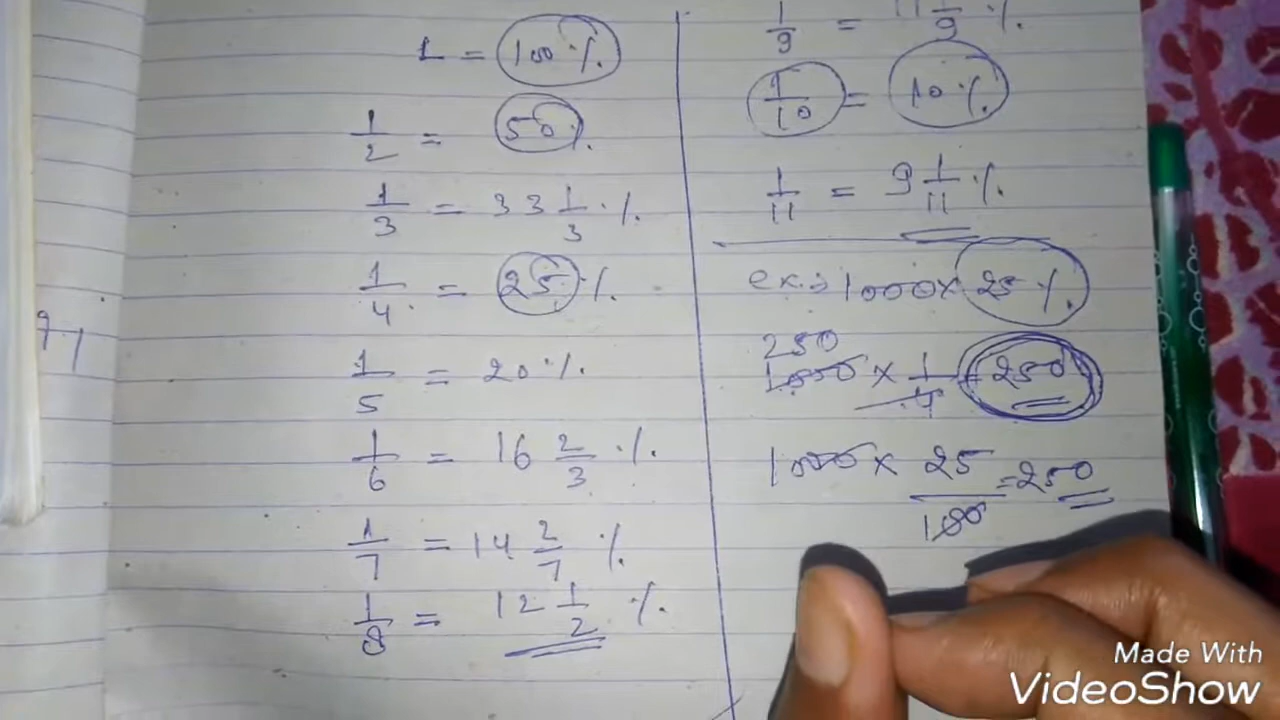 1 = 100 %
1/2 = 50 %
1/3 = 33 1/3 %
1/4 = 25 %
1/5 = 20 %
1/6 = 16 2/3 %
1/7 = 14 2/7 %
1/8 = 12 1/2 %
1/9 = 11 1/9 %
1/10 = 10 %
1/11 = 9 1/11 %
ex:→ 1000 × 25 %
250
1000 × 1/4 = 250
1000 × 25/100 = 250
Made With
VideoShow